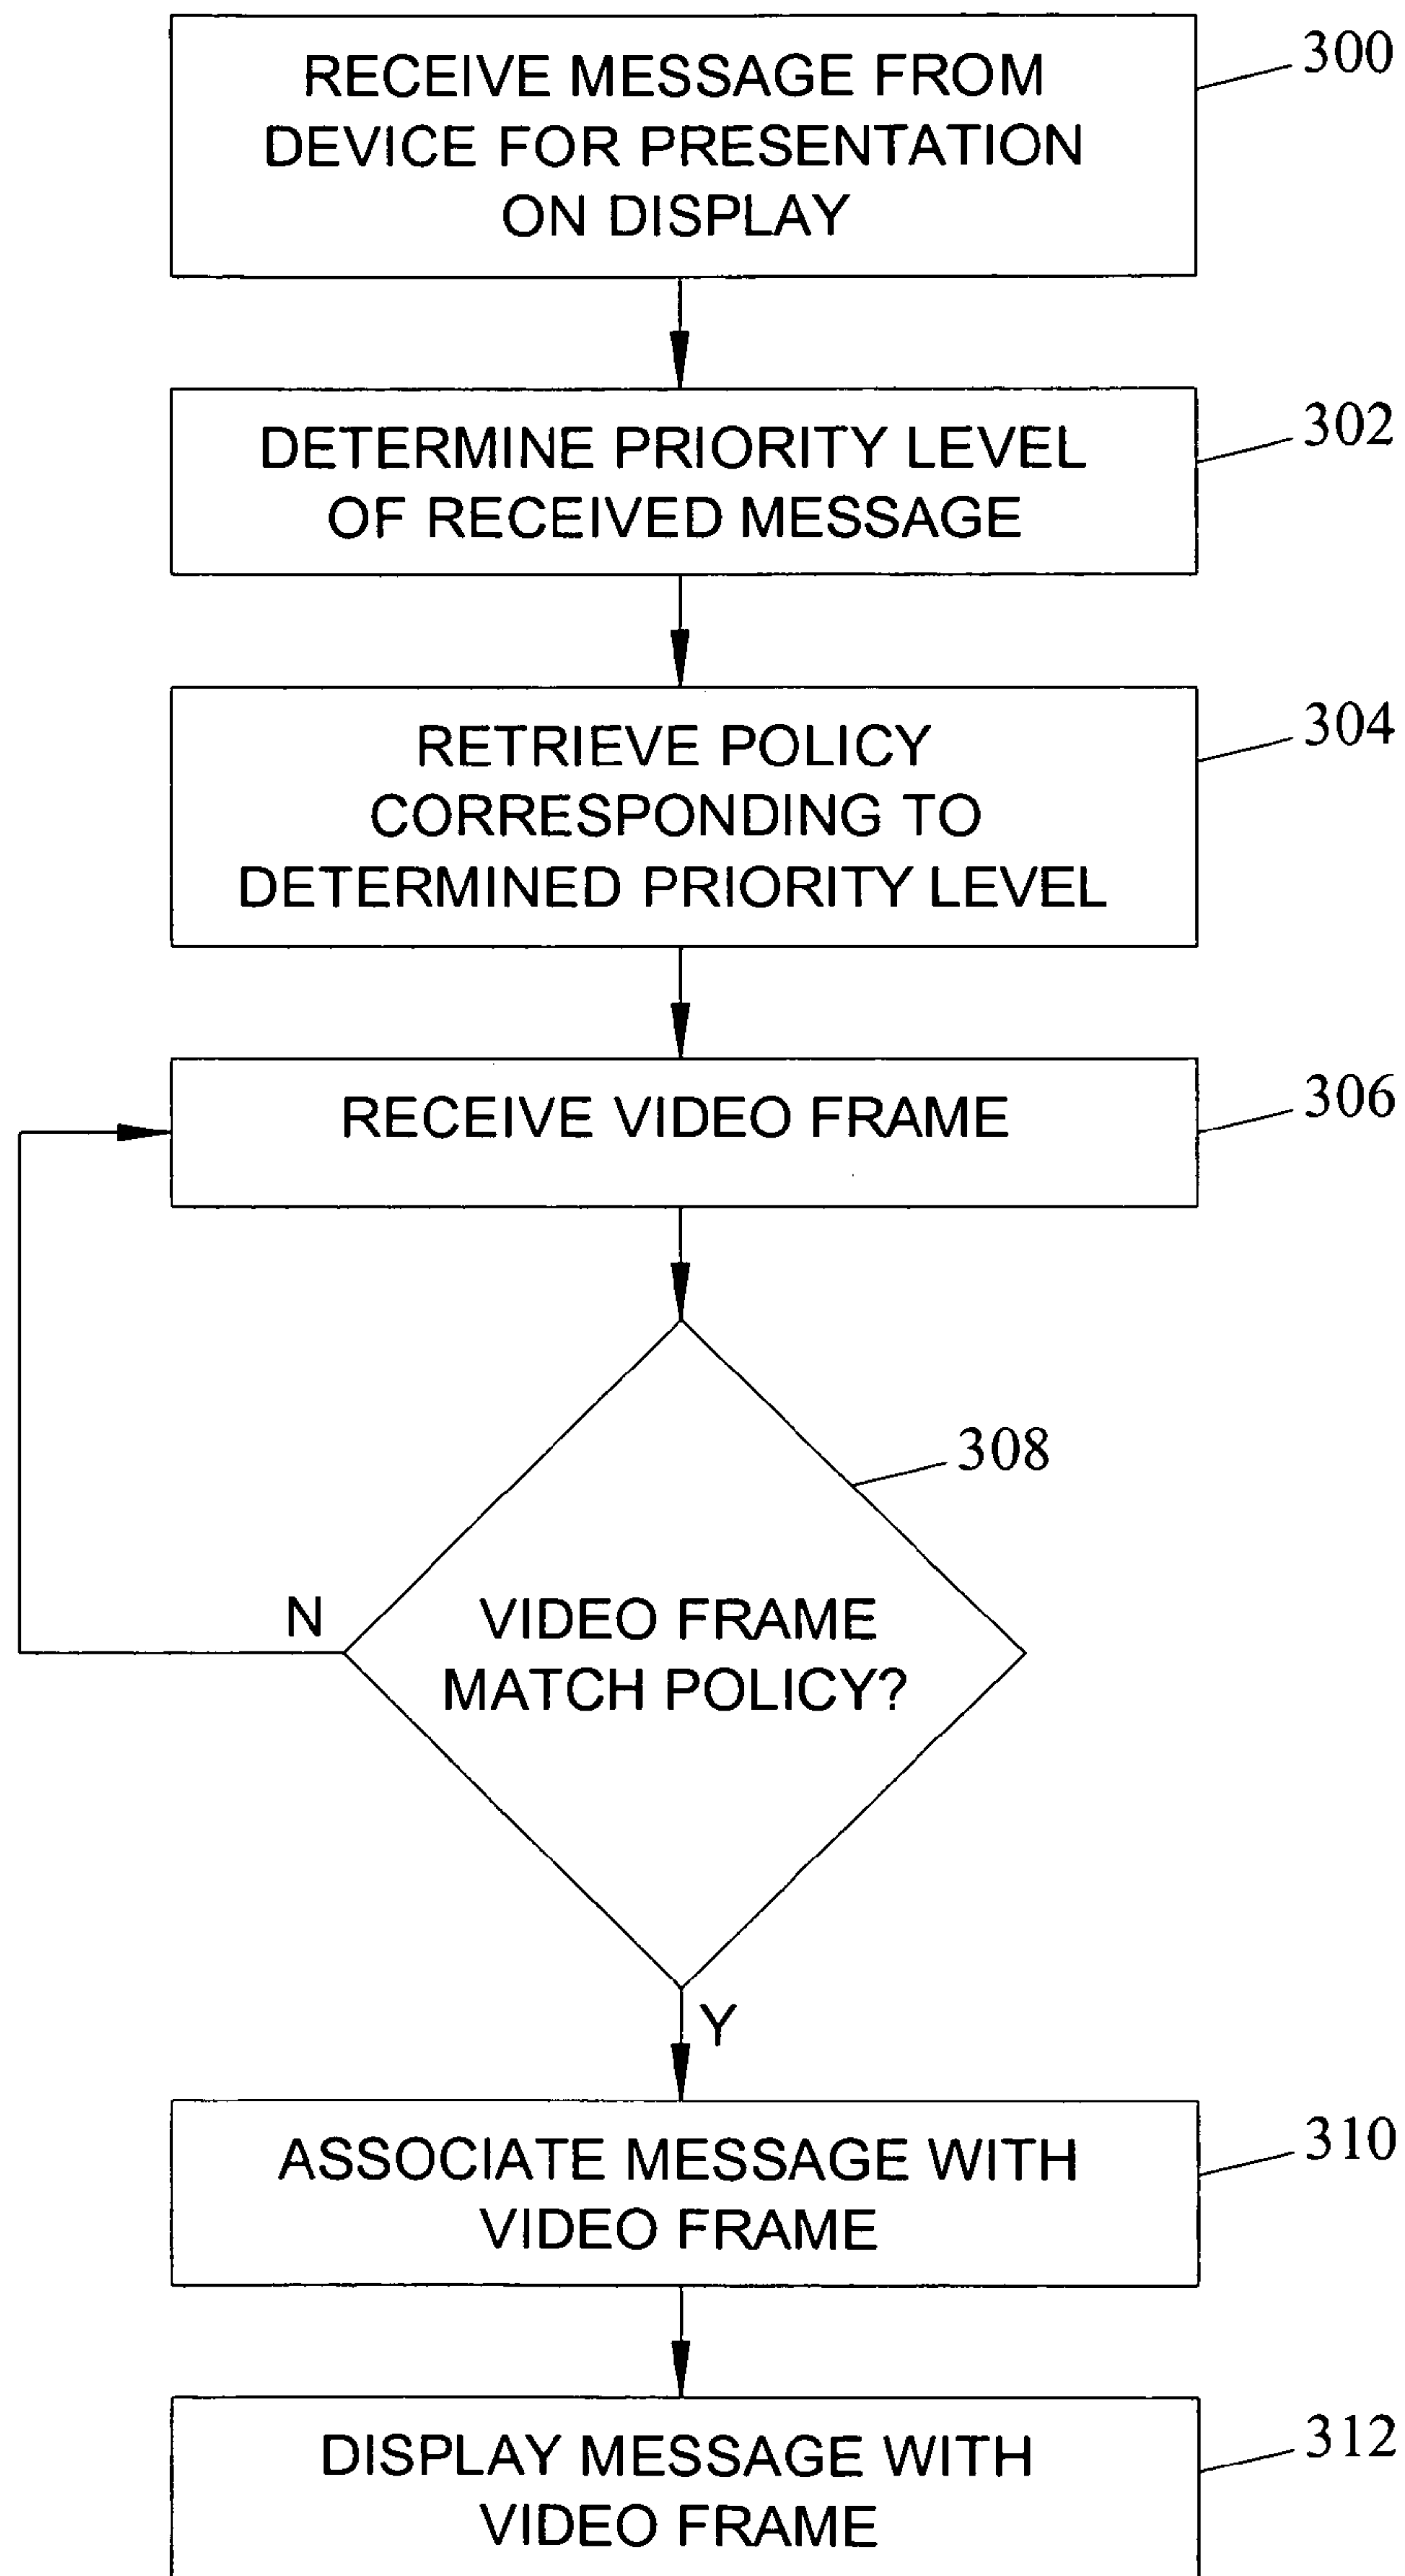 RECEIVE MESSAGE FROM
DEVICE FOR PRESENTATION
ON DISPLAY
300
DETERMINE PRIORITY LEVEL
OF RECEIVED MESSAGE
302
RETRIEVE POLICY
CORRESPONDING TO
DETERMINED PRIORITY LEVEL
304
RECEIVE VIDEO FRAME
306
308
N
VIDEO FRAME
MATCH POLICY?
Y
ASSOCIATE MESSAGE WITH
VIDEO FRAME
310
DISPLAY MESSAGE WITH
VIDEO FRAME
312